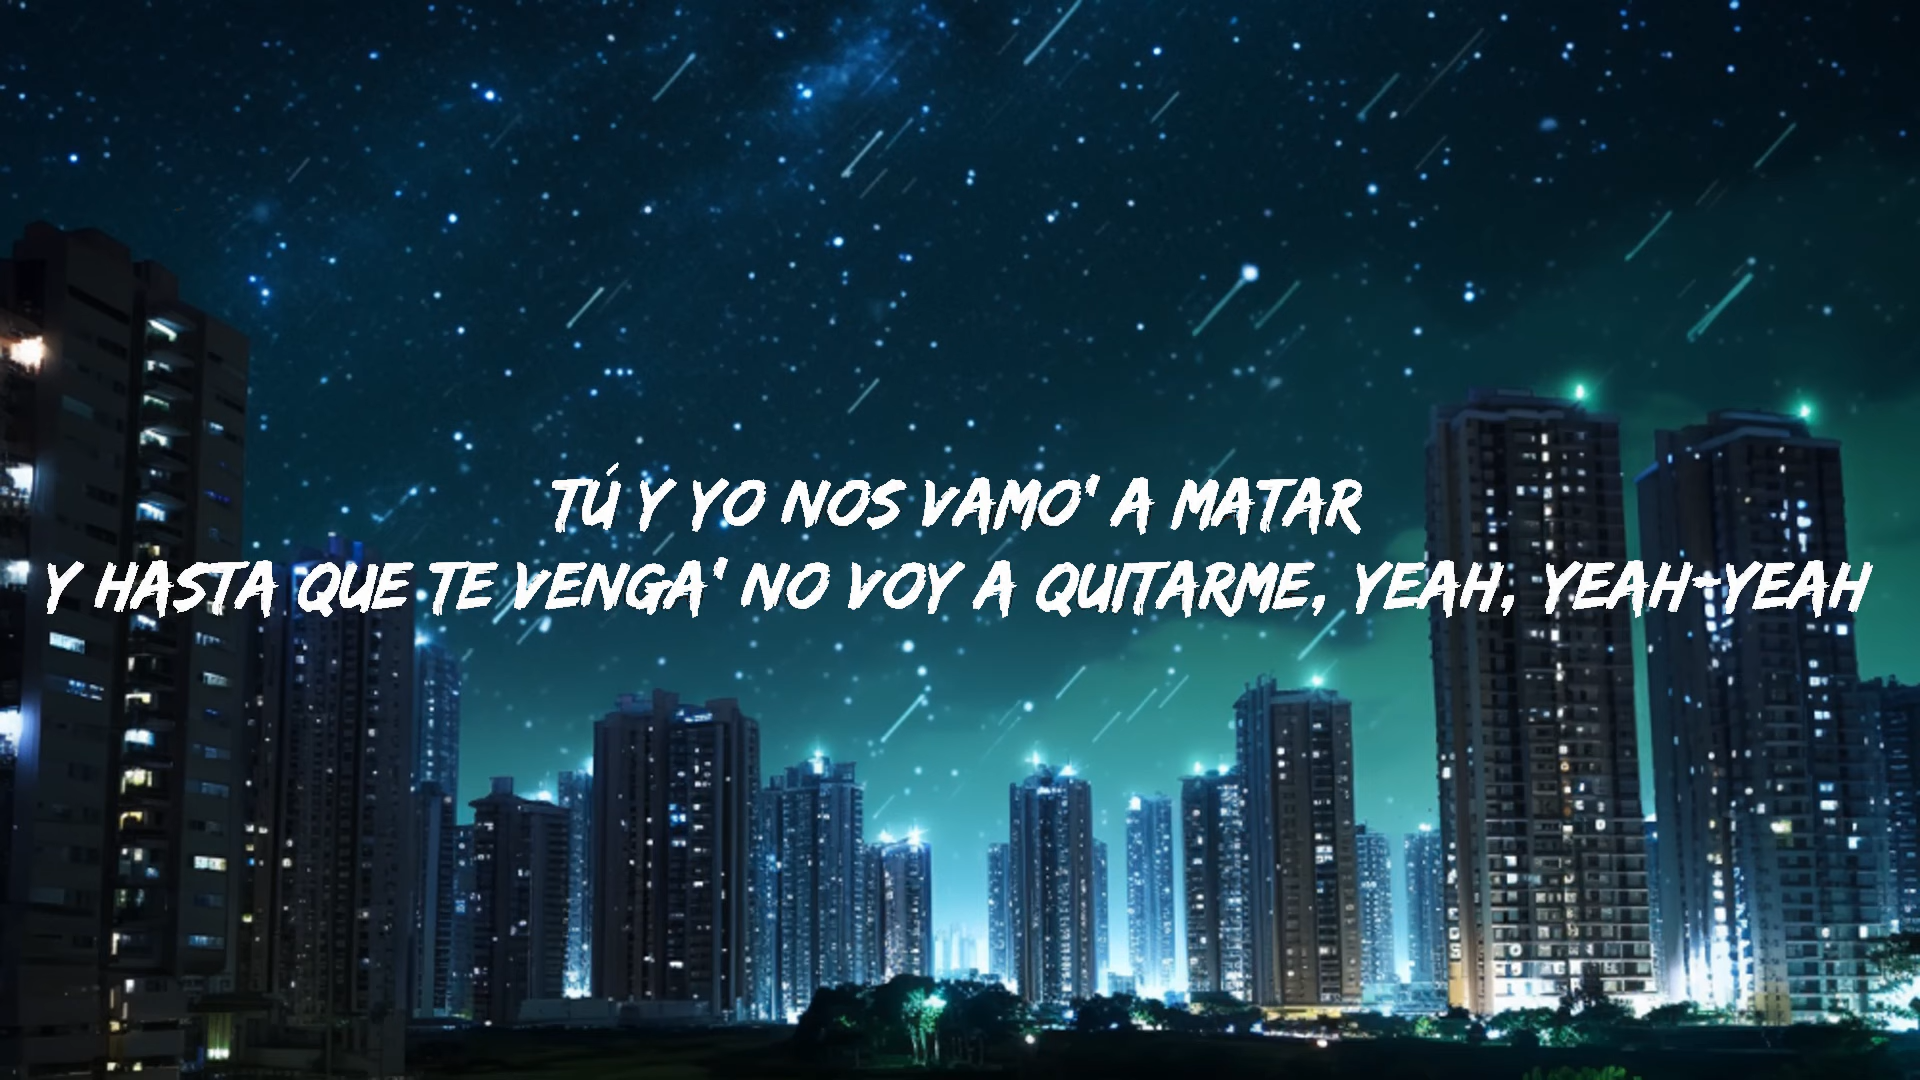 TÚ Y YO NOS VAMO' A MATAR
Y HASTA QUE TE VENGA' NO VOY A QUITARME, YEAH, YEAH-YEAH